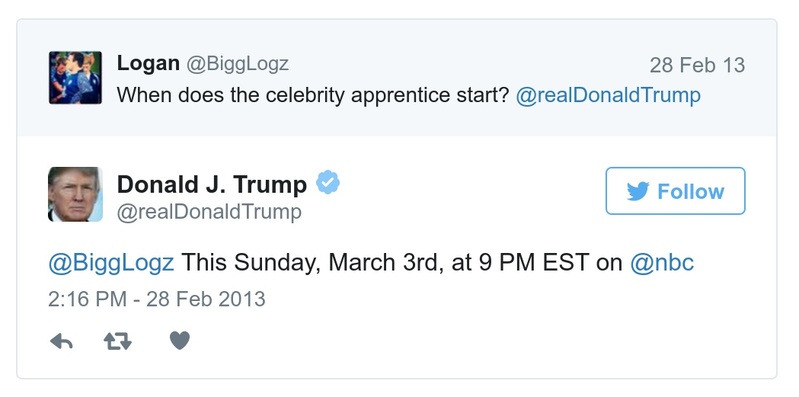 Logan @BiggLogz 28 Feb 13
When does the celebrity apprentice start? @realDonaldTrump
Donald J. Trump
@realDonaldTrump
Follow
@BiggLogz This Sunday, March 3rd, at 9 PM EST on @nbc
2:16 PM - 28 Feb 2013